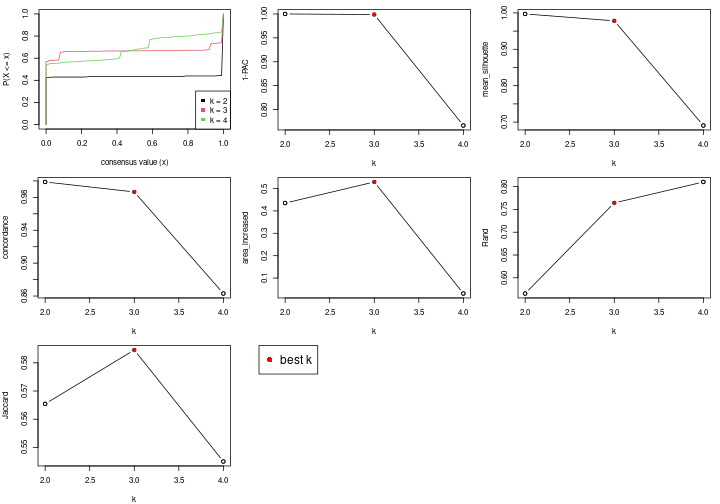 P(X <= x)
0.0 0.2 0.4 0.6 0.8 1.0
k = 2
k = 3
k = 4
0.0 0.2 0.4 0.6 0.8 1.0
consensus value (x)
1-PAC
0.80 0.85 0.90 0.95 1.00
2.0 2.5 3.0 3.5 4.0
k
mean_silhouette
0.70 0.80 0.90 1.00
2.0 2.5 3.0 3.5 4.0
k
concordance
0.86 0.90 0.94 0.98
2.0 2.5 3.0 3.5 4.0
k
area_increased
0.1 0.2 0.3 0.4 0.5
2.0 2.5 3.0 3.5 4.0
k
Rand
0.60 0.65 0.70 0.75 0.80
2.0 2.5 3.0 3.5 4.0
k
Jaccard
0.55 0.56 0.57 0.58
2.0 2.5 3.0 3.5 4.0
k
best k